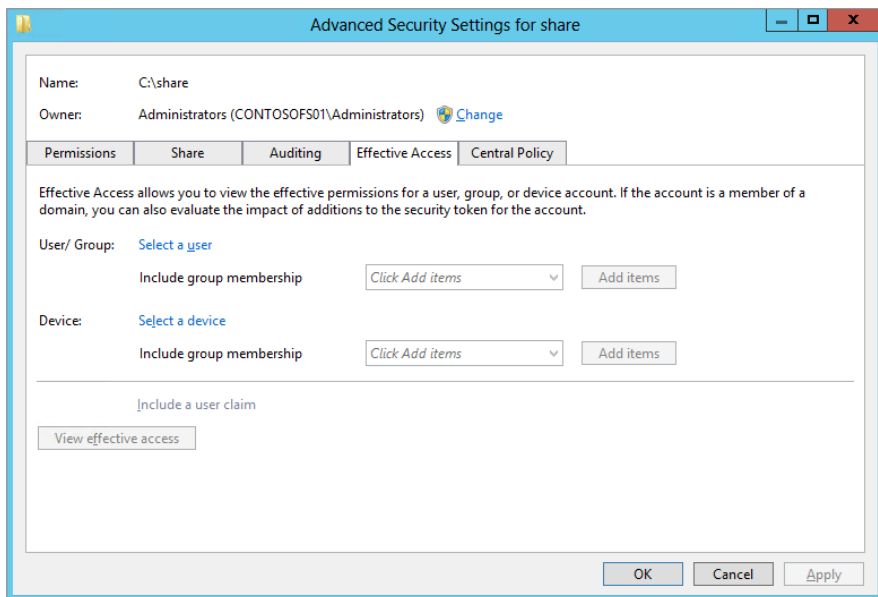 Advanced Security Settings for share
Name: C:\share
Owner: Administrators (CONTOSOFS01\Administrators) Change
Permissions Share Auditing Effective Access Central Policy
Effective Access allows you to view the effective permissions for a user, group, or device account. If the account is a member of a
domain, you can also evaluate the impact of additions to the security token for the account.
User/ Group: Select a user
Include group membership Click Add items Add items
Device: Select a device
Include group membership Click Add items Add items
Include a user claim
View effective access
OK Cancel Apply